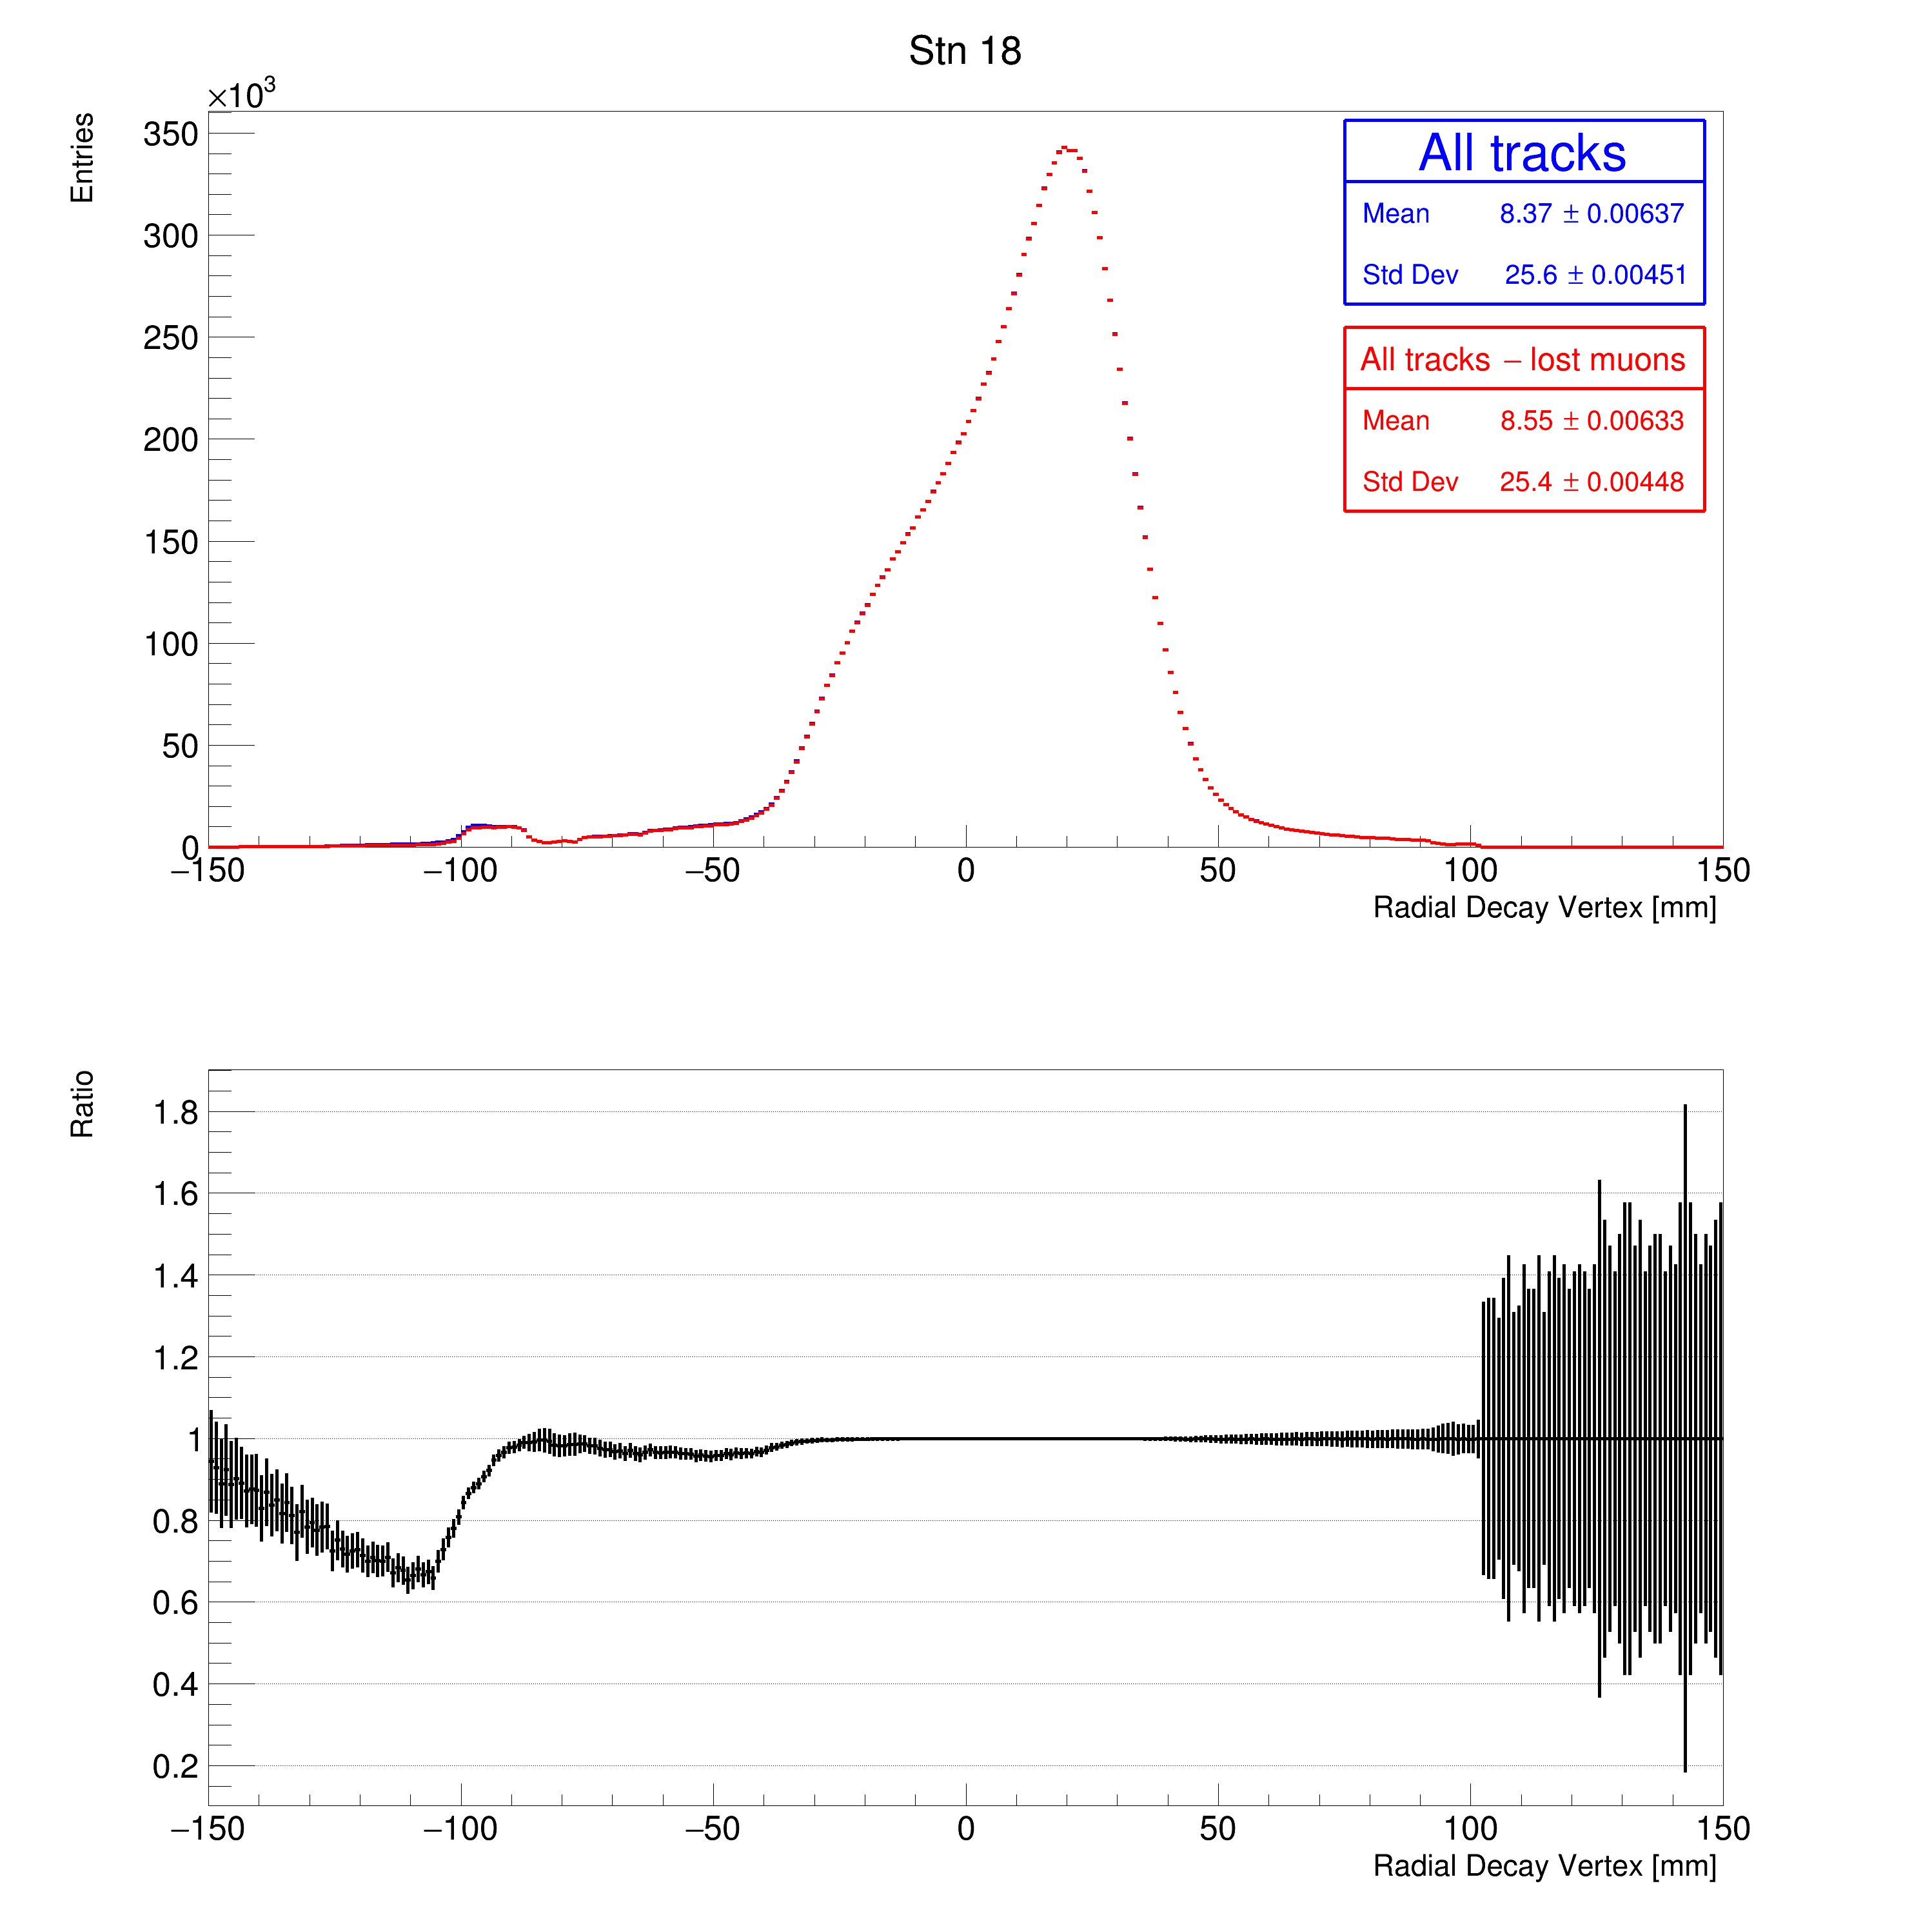 Stn 18
×10³
Entries
350
300
250
200
150
100
50
0
−150 −100 −50 0 50 100 150
Radial Decay Vertex [mm]
All tracks
Mean 8.37 ± 0.00637
Std Dev 25.6 ± 0.00451
All tracks − lost muons
Mean 8.55 ± 0.00633
Std Dev 25.4 ± 0.00448
Ratio
1.8
1.6
1.4
1.2
1
0.8
0.6
0.4
0.2
−150 −100 −50 0 50 100 150
Radial Decay Vertex [mm]